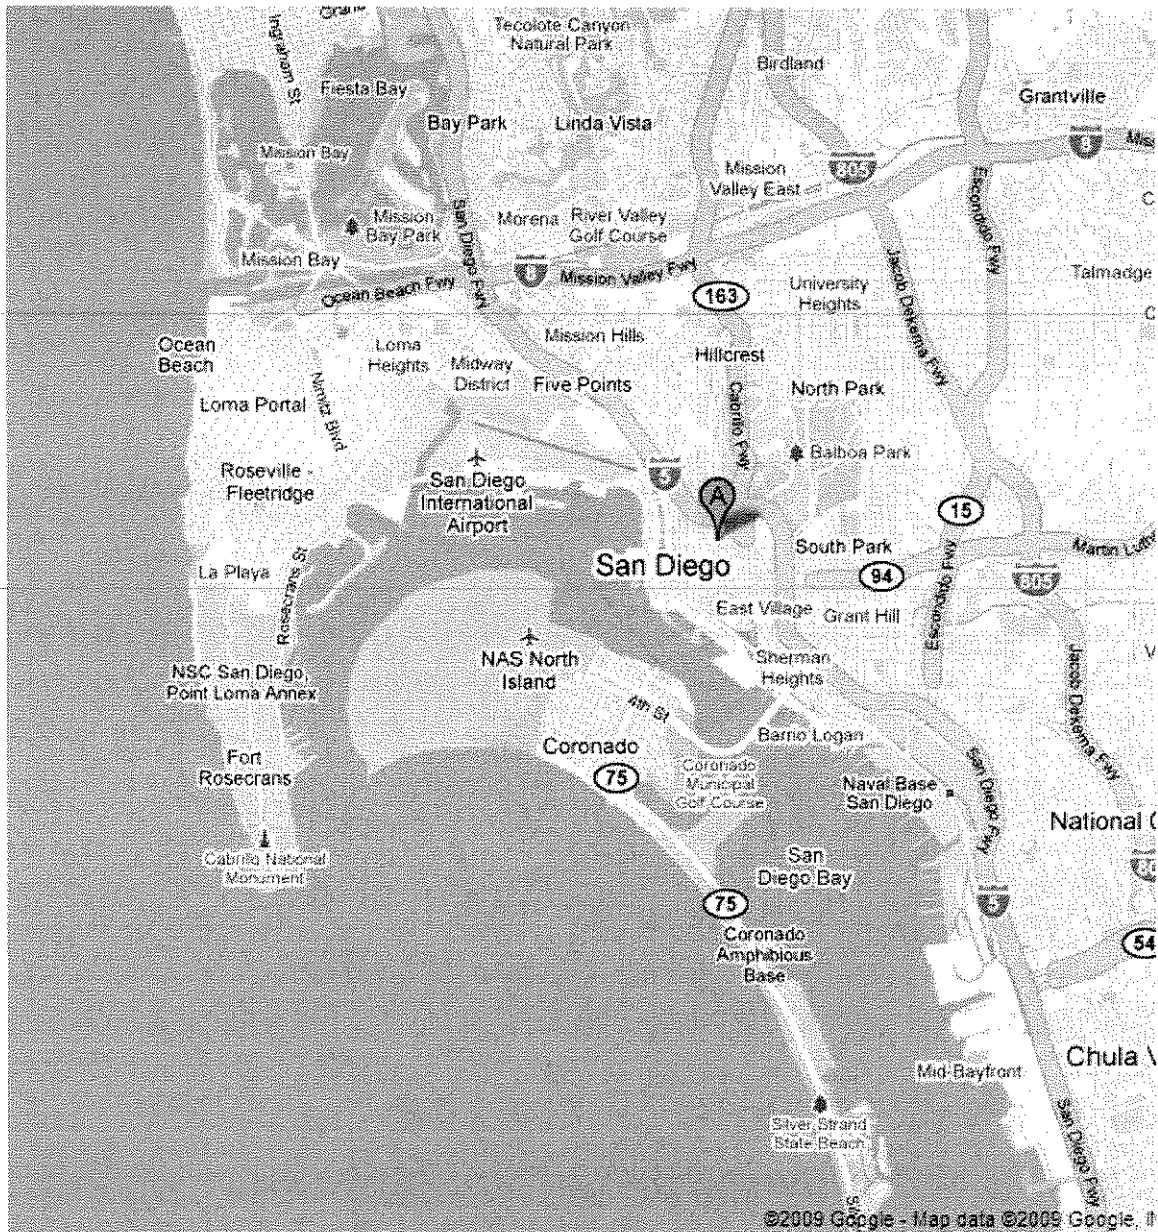 Grand
Tecolote Canyon
Natural Park
Ingraham St
Birdland
Fiesta Bay
Grantville
Bay Park
Linda Vista
8
Mission Bay
805
Mission
Valley East
Escondido Fwy
Mission
Bay Park
San Diego Fwy
Morena
River Valley
Golf Course
Mission Bay
8
Mission Valley Fwy
Talmadge
Ocean Beach Fwy
163
University
Heights
Jacob Dekema Fwy
Mission Hills
Ocean
Beach
Loma
Heights
Hillcrest
Midway
District
Five Points
North Park
Loma Portal
Nimitz Blvd
Cabrillo Fwy
Balboa Park
Roseville -
Fleetridge
San Diego
International
Airport
5
A
15
South Park
Martin Luthe
San Diego
La Playa
94
805
Rosecrans St
East Village
Grant Hill
Escondido Fwy
NAS North
Island
Sherman
Heights
NSC San Diego,
Point Loma Annex
4th St
Jacob Dekema Fwy
Barrio Logan
Coronado
Fort
Rosecrans
75
Coronado
Municipal
Golf Course
Naval Base
San Diego
San Diego Fwy
National C
Cabrillo National
Monument
San
Diego Bay
80
75
5
Coronado
Amphibious
Base
54
Chula V
Mid-Bayfront
Silver Strand
State Beach
San Diego Fwy
©2009 Google - Map data ©2009 Google, IN